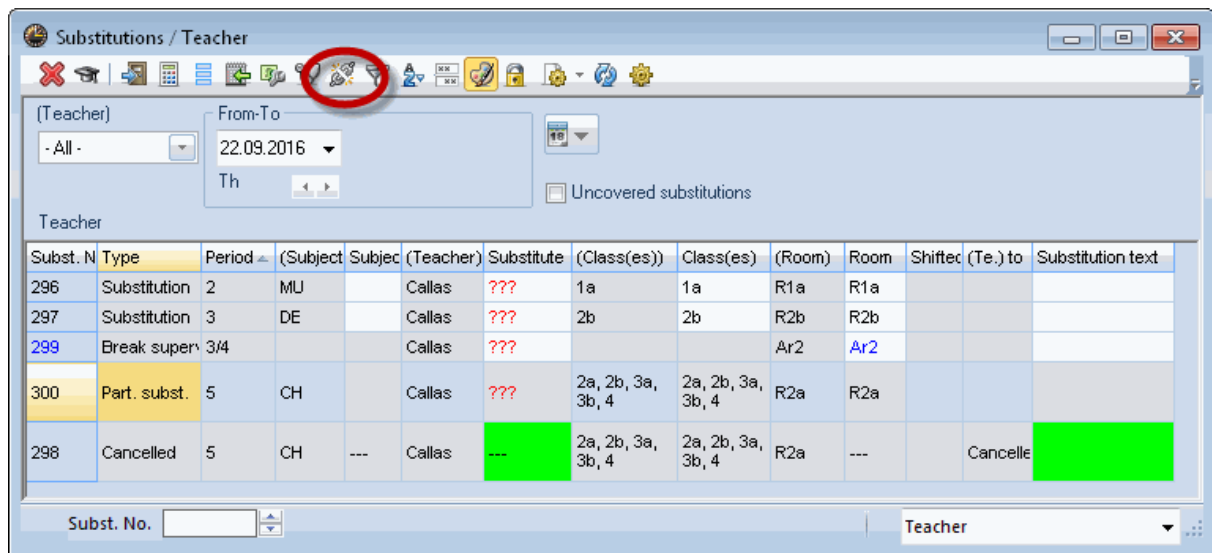 Substitutions / Teacher
(Teacher) From-To
- All - 22.09.2016 18
Th
Uncovered substitutions
Teacher
Subst. N Type Period (Subject Subjec (Teacher) Substitute (Class(es)) Class(es) (Room) Room Shifted (Te.) to Substitution text
296 Substitution 2 MU Callas ??? 1a 1a R1a R1a
297 Substitution 3 DE Callas ??? 2b 2b R2b R2b
299 Break superv 3/4 Callas ??? Ar2 Ar2
300 Part. subst. 5 CH Callas ??? 2a, 2b, 3a, 2a, 2b, 3a, R2a R2a
3b, 4 3b, 4
298 Cancelled 5 CH --- Callas --- 2a, 2b, 3a, 2a, 2b, 3a, R2a --- Cancelle
3b, 4 3b, 4
Subst. No. Teacher